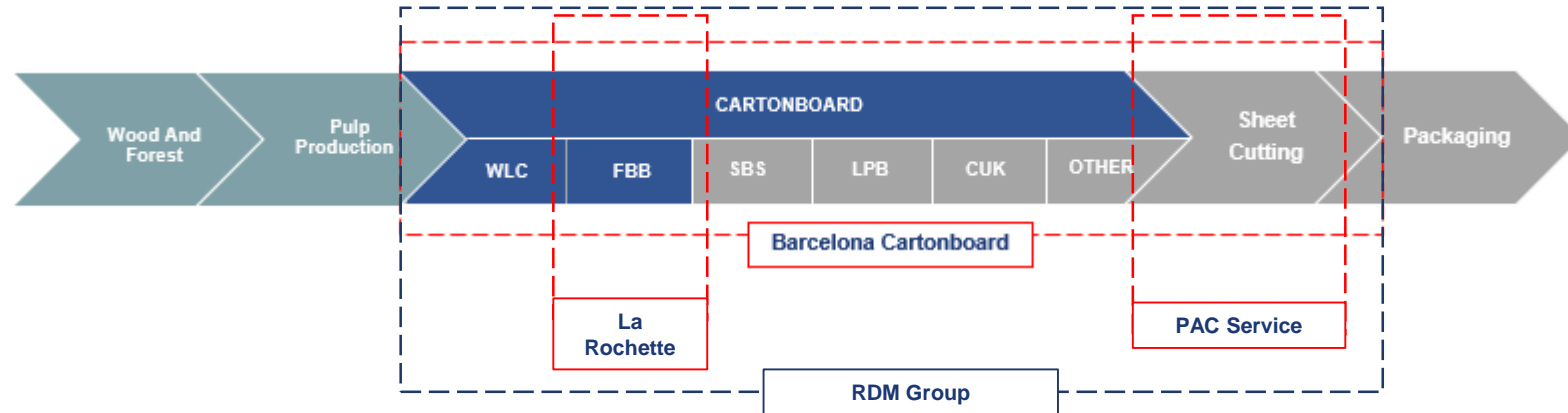 CARTONBOARD
Wood And
Forest
Pulp
Production
WLC
FBB
SBS
LPB
CUK
OTHER
Sheet
Cutting
Packaging
Barcelona Cartonboard
La
Rochette
PAC Service
RDM Group